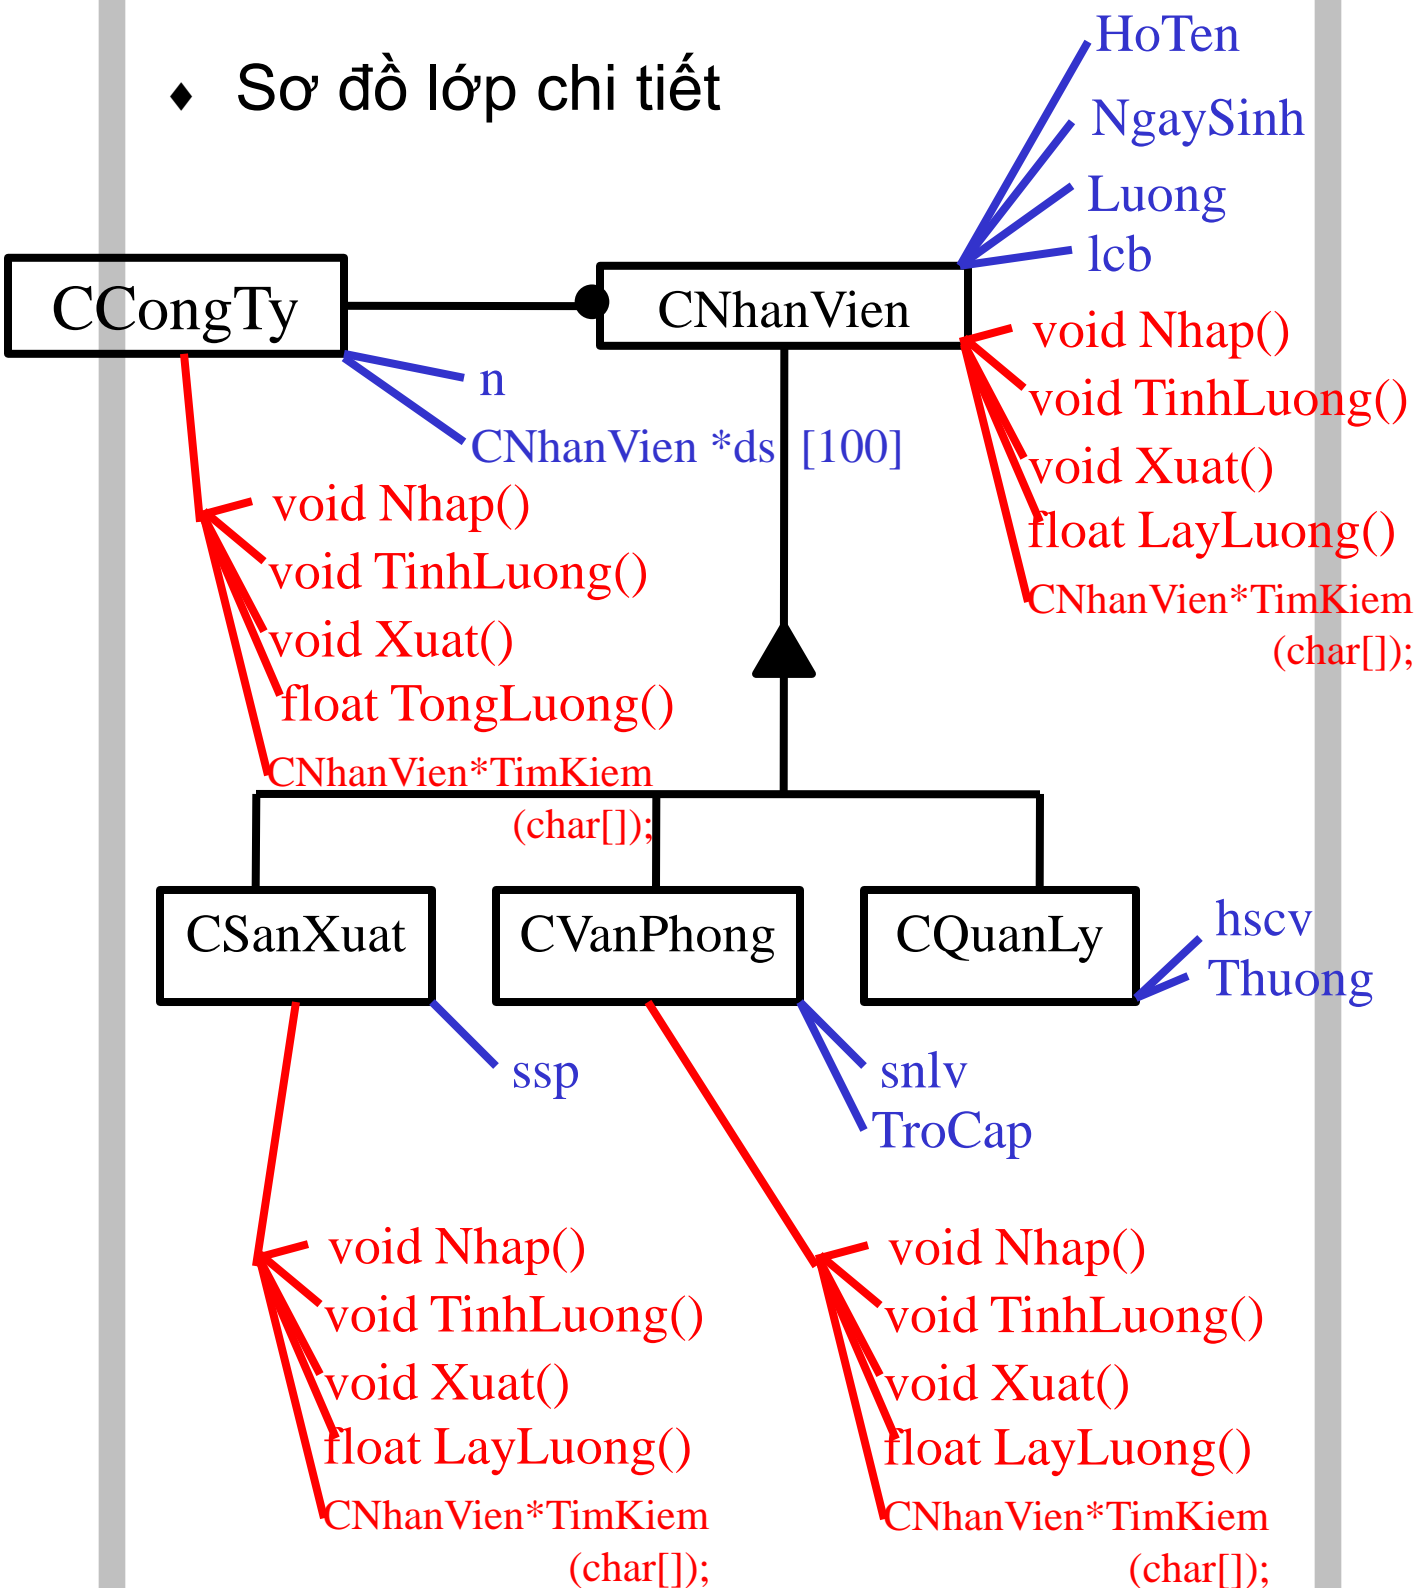 ♦ Sơ đồ lớp chi tiết
HoTen
NgaySinh
Luong
lcb
CCongTy
CNhanVien
void Nhap()
void TinhLuong()
void Xuat()
float LayLuong()
CNhanVien*TimKiem
(char[]);
n
CNhanVien *ds [100]
void Nhap()
void TinhLuong()
void Xuat()
float TongLuong()
CNhanVien*TimKiem
(char[]);
CSanXuat
CVanPhong
CQuanLy
hscv
Thuong
ssp
snlv
TroCap
void Nhap()
void TinhLuong()
void Xuat()
float LayLuong()
CNhanVien*TimKiem
(char[]);
void Nhap()
void TinhLuong()
void Xuat()
float LayLuong()
CNhanVien*TimKiem
(char[]);